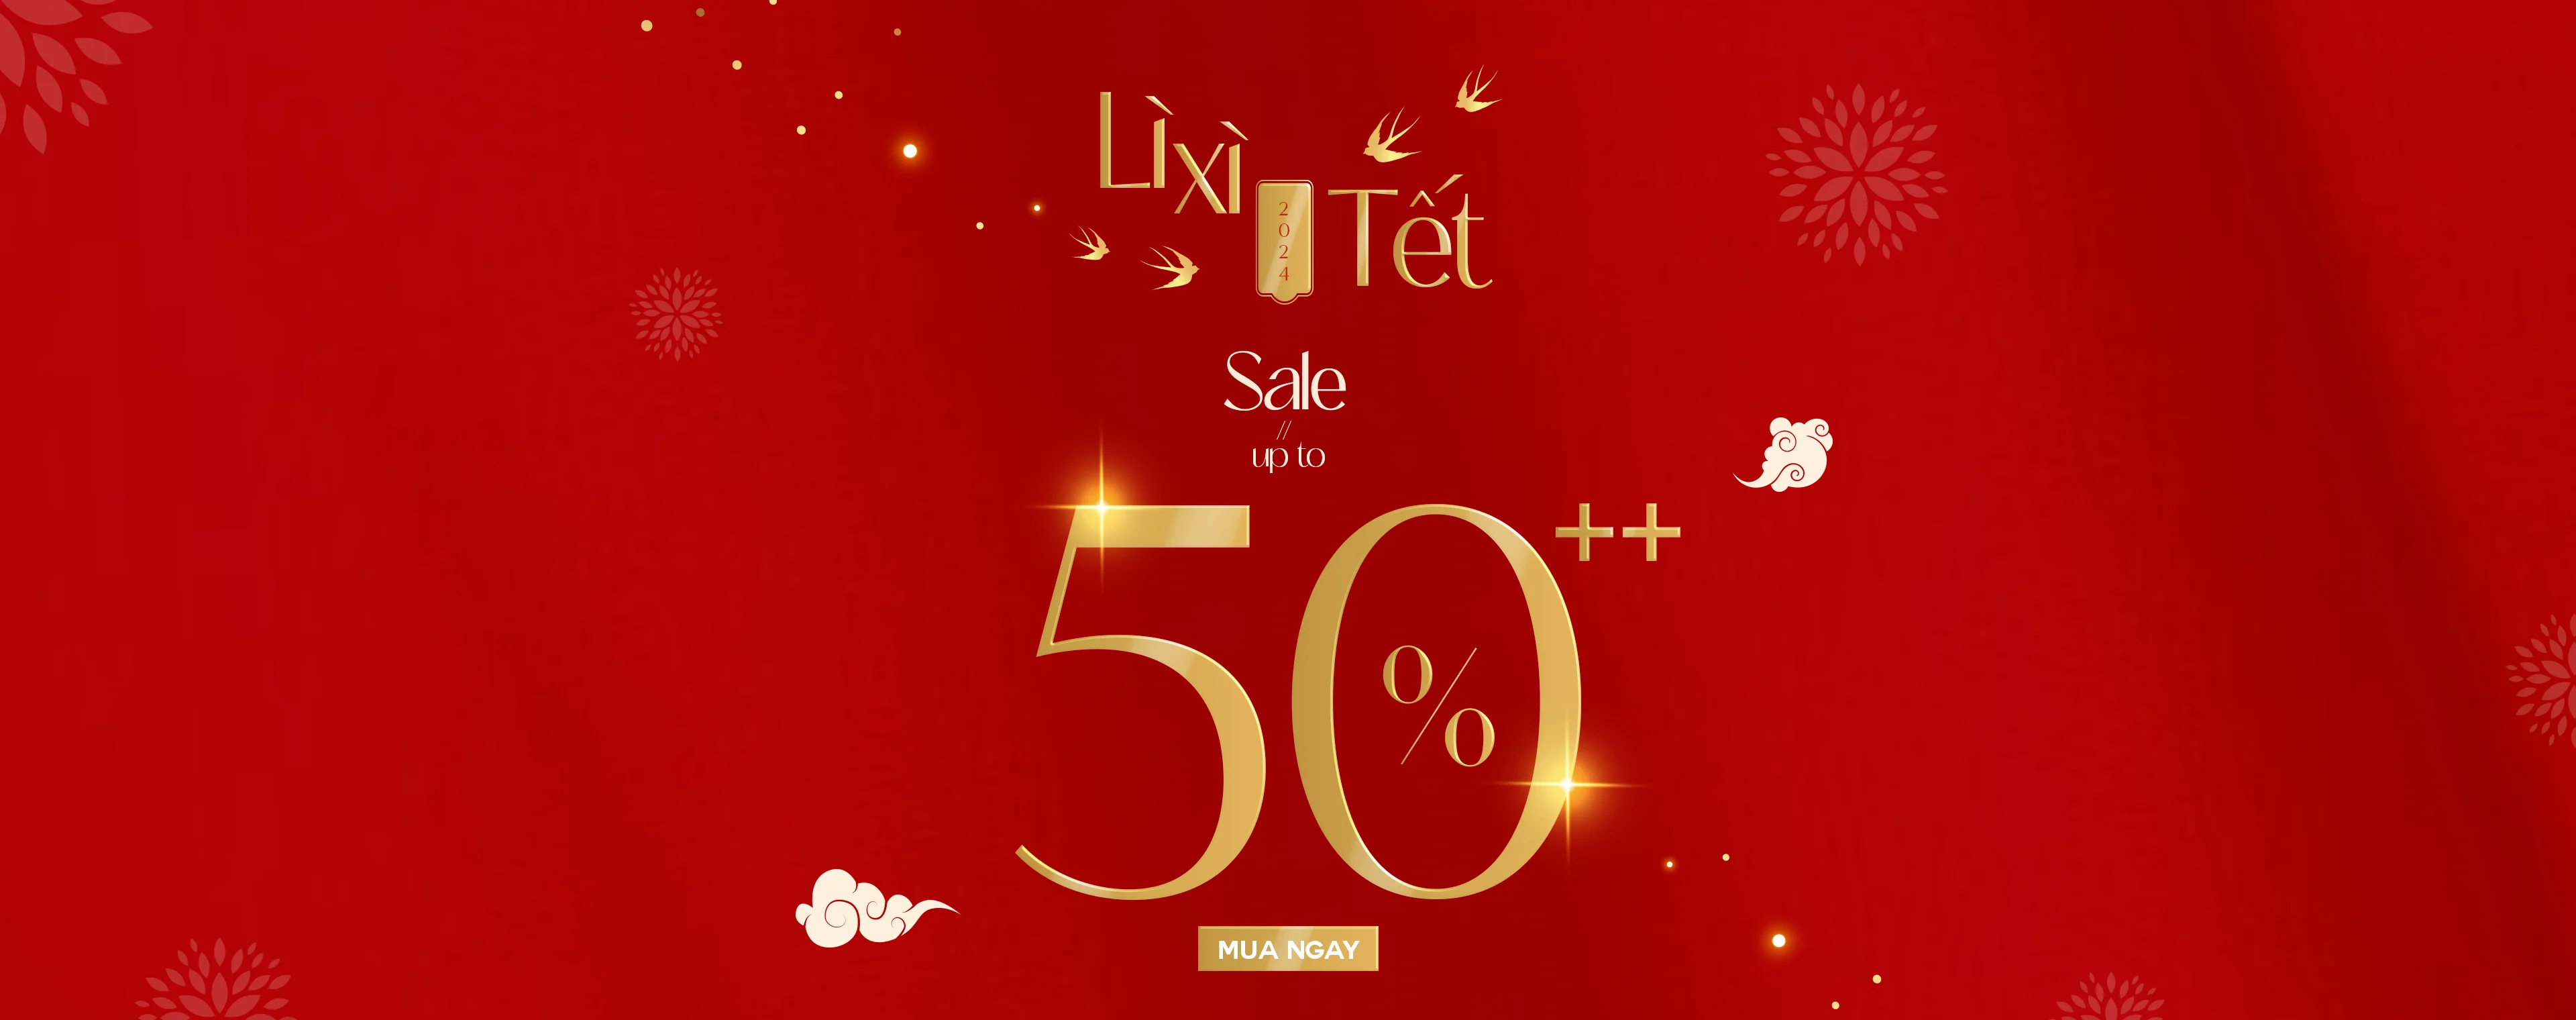 Lì xì
2024
Tết
Sale
//
up to
50%++
MUA NGAY